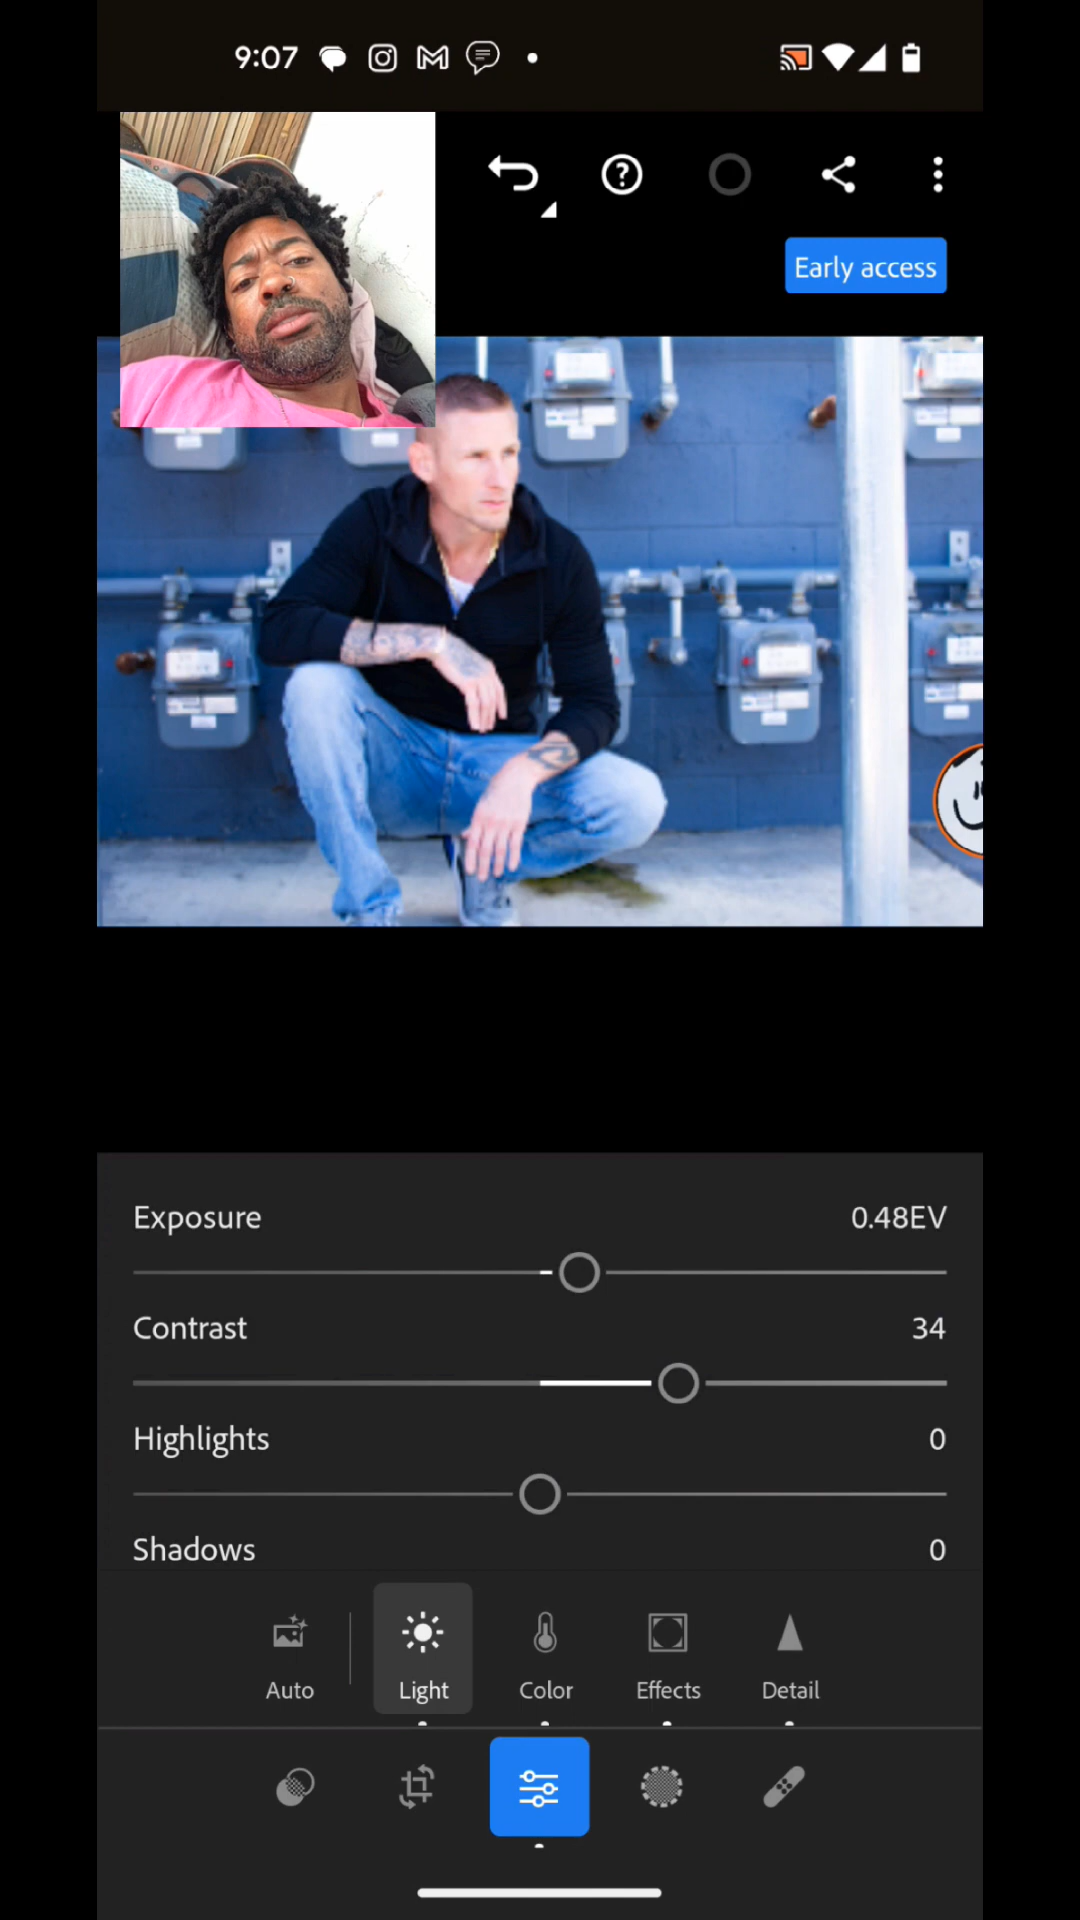 9:07
Early access
Exposure 0.48EV
Contrast 34
Highlights 0
Shadows 0
Auto Light Color Effects Detail